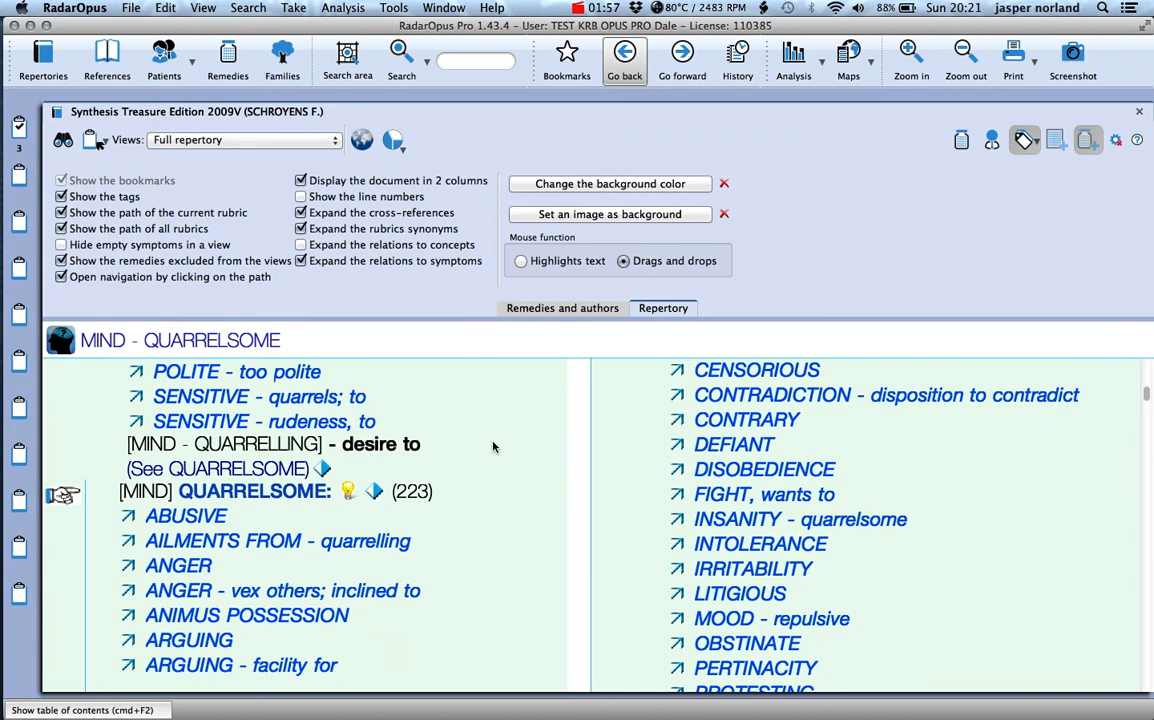 RadarOpus File Edit View Search Take Analysis Tools Window Help 01:57 80°C / 2483 RPM 88% Sun 20:21 jasper norland
RadarOpus Pro 1.43.4 - User: TEST KRB OPUS PRO Dale - License: 110385
Repertories References Patients Remedies Families Search area Search Bookmarks Go back Go forward History Analysis Maps Zoom in Zoom out Print Screenshot
Synthesis Treasure Edition 2009V (SCHROYENS F.)
3
Views: Full repertory
Show the bookmarks
Show the tags
Show the path of the current rubric
Show the path of all rubrics
Hide empty symptoms in a view
Show the remedies excluded from the views
Open navigation by clicking on the path
Display the document in 2 columns
Show the line numbers
Expand the cross-references
Expand the rubrics synonyms
Expand the relations to concepts
Expand the relations to symptoms
Change the background color
Set an image as background
Mouse function
Highlights text Drags and drops
Remedies and authors Repertory
MIND - QUARRELSOME
POLITE - too polite
SENSITIVE - quarrels; to
SENSITIVE - rudeness, to
[MIND - QUARRELLING] - desire to
(See QUARRELSOME)
[MIND] QUARRELSOME: (223)
ABUSIVE
AILMENTS FROM - quarrelling
ANGER
ANGER - vex others; inclined to
ANIMUS POSSESSION
ARGUING
ARGUING - facility for
CENSORIOUS
CONTRADICTION - disposition to contradict
CONTRARY
DEFIANT
DISOBEDIENCE
FIGHT, wants to
INSANITY - quarrelsome
INTOLERANCE
IRRITABILITY
LITIGIOUS
MOOD - repulsive
OBSTINATE
PERTINACITY
PROTESTING
Show table of contents (cmd+F2)